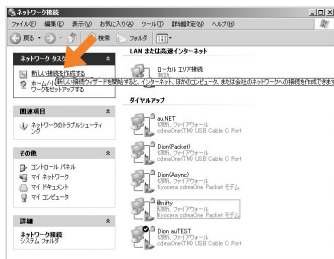 ネットワーク接続
ファイル(F) 編集(E) 表示(V) お気に入り(A) ツール(T) 詳細設定(N) ヘルプ(H)
戻る 検索 フォルダ
ネットワーク タスク
新しい接続を作成する
ワークをセットアップする
関連項目
ネットワークのトラブルシューティング
その他
コントロール パネル
マイ ネットワーク
マイ ドキュメント
マイ コンピュータ
詳細
ネットワーク接続
システム フォルダ
LAN または高速インターネット
ローカル エリア接続
新しい接続ウィザードを開始すると、インターネット、ほかのコンピュータ、または会社のネットワークへの接続を作成できます
ダイヤルアップ
au.NET
切断, ファイアウォール
cdmaOne(TM) USB Cable C Port
Dion(Packet)
切断, ファイアウォール
cdmaOne(TM) USB Cable C Port
Dion(Async)
切断, ファイアウォール
Kyocera cdmaOne Packet モデム
@nifty
切断, ファイアウォール
Kyocera cdmaOne Packet モデム
Dion auTEST
切断, ファイアウォール
cdmaOne(TM) USB Cable C Port